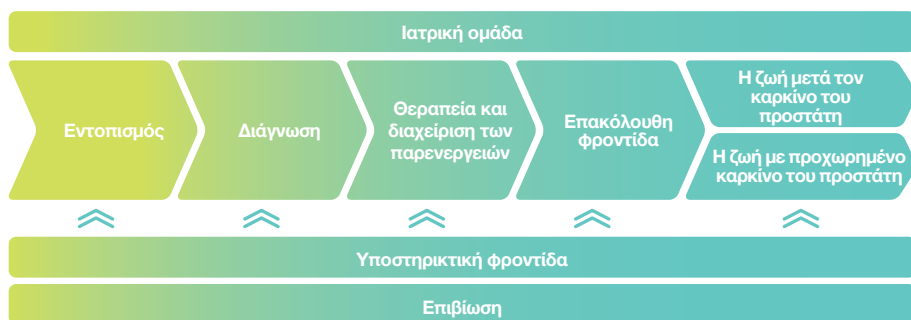 Ιατρική ομάδα
Εντοπισμός
Διάγνωση
Θεραπεία και
διαχείριση των
παρενεργειών
Επακόλουθη
φροντίδα
Η ζωή μετά τον
καρκίνο του
προστάτη
Η ζωή με προχωρημένο
καρκίνο του προστάτη
Υποστηρικτική φροντίδα
Επιβίωση